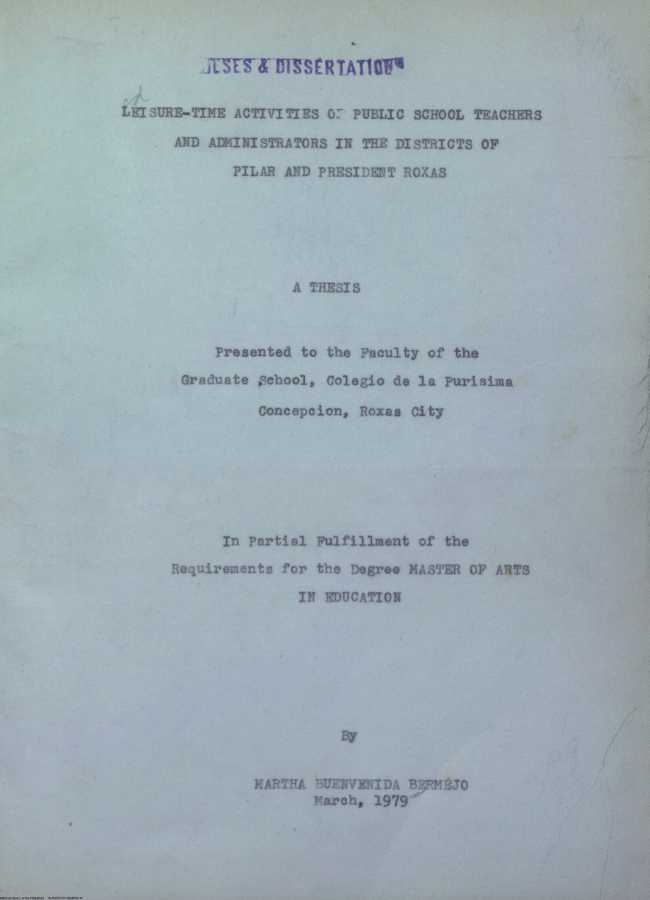 & DISSERTATION
LEISURE-TIME ACTIVITIES OF PUBLIC SCHOOL TEACHERS
AND ADMINISTRATORS IN THE DISTRICTS OF
PILAR AND PRESIDENT ROXAS
A THESIS
Presented to the Faculty of the
Graduate School, Colegio de la Purisima
Concepcion, Roxas City
In Partial Fulfillment of the
Requirements for the Degree MASTER OF ARTS
IN EDUCATION
By
MARTHA BUENVENIDA BERMEJO
March, 1979